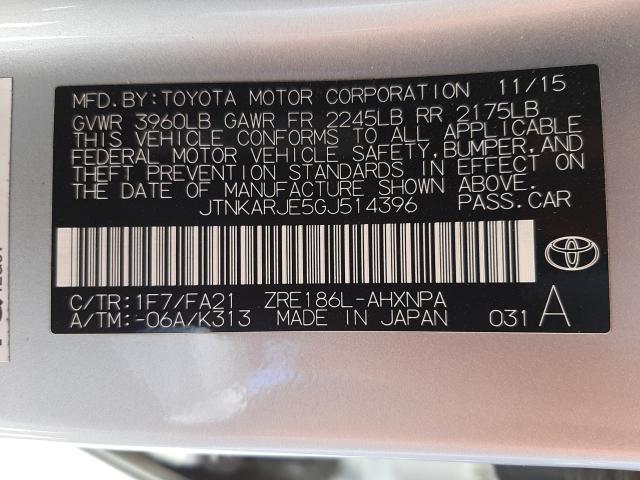 MFD.BY:TOYOTA MOTOR CORPORATION 11/15
GVWR 3960LB GAWR FR 2245LB RR 2175LB
THIS VEHICLE CONFORMS TO ALL APPLICABLE
FEDERAL MOTOR VEHICLE SAFETY,BUMPER,AND
THEFT PREVENTION STANDARDS IN EFFECT ON
THE DATE OF MANUFACTURE SHOWN ABOVE.
JTNKARJE5GJ514396 PASS.CAR
C/TR:1F7/FA21 ZRE186L-AHXNPA
A/TM:-06A/K313 MADE IN JAPAN 031 A